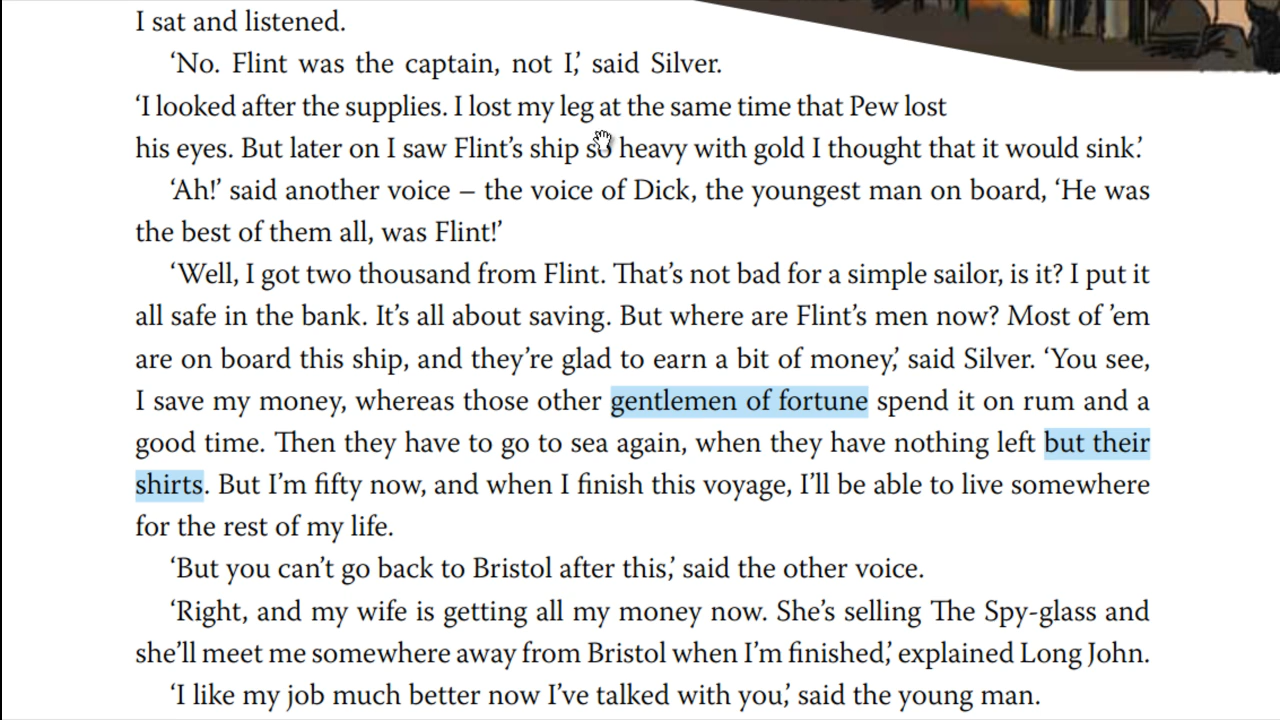 I sat and listened.
‘No. Flint was the captain, not I,’ said Silver.
‘I looked after the supplies. I lost my leg at the same time that Pew lost
his eyes. But later on I saw Flint’s ship so heavy with gold I thought that it would sink.’
‘Ah!’ said another voice – the voice of Dick, the youngest man on board, ‘He was
the best of them all, was Flint!’
‘Well, I got two thousand from Flint. That’s not bad for a simple sailor, is it? I put it
all safe in the bank. It’s all about saving. But where are Flint’s men now? Most of ’em
are on board this ship, and they’re glad to earn a bit of money,’ said Silver. ‘You see,
I save my money, whereas those other gentlemen of fortune spend it on rum and a
good time. Then they have to go to sea again, when they have nothing left but their
shirts. But I’m fifty now, and when I finish this voyage, I’ll be able to live somewhere
for the rest of my life.
‘But you can’t go back to Bristol after this,’ said the other voice.
‘Right, and my wife is getting all my money now. She’s selling The Spy-glass and
she’ll meet me somewhere away from Bristol when I’m finished,’ explained Long John.
‘I like my job much better now I’ve talked with you,’ said the young man.